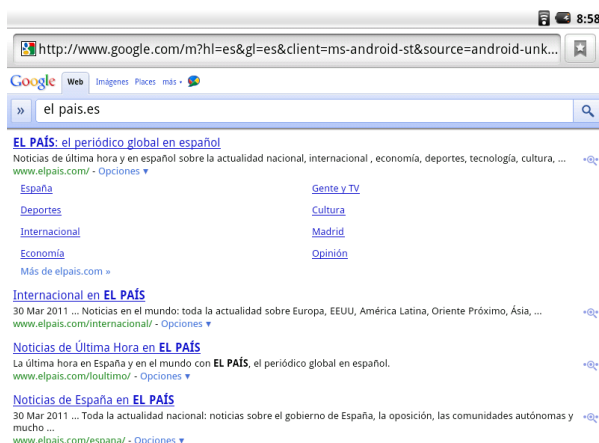 8:58
http://www.google.com/m?hl=es&gl=es&client=ms-android-st&source=android-unk...
Google Web Imágenes Places más
» el pais.es
EL PAÍS: el periódico global en español
Noticias de última hora y en español sobre la actualidad nacional, internacional , economía, deportes, tecnología, cultura, ...
www.elpais.com/ - Opciones ▼
España Gente y TV
Deportes Cultura
Internacional Madrid
Economía Opinión
Más de elpais.com »
Internacional en EL PAÍS
30 Mar 2011 ... Noticias en el mundo: toda la actualidad sobre Europa, EEUU, América Latina, Oriente Próximo, Ásia, ...
www.elpais.com/internacional/ - Opciones ▼
Noticias de Última Hora en EL PAÍS
La última hora en España y en el mundo con EL PAÍS, el periódico global en español.
www.elpais.com/loultimo/ - Opciones ▼
Noticias de España en EL PAÍS
30 Mar 2011 ... Toda la actualidad nacional: noticias sobre el gobierno de España, la oposición, las comunidades autónomas y
mucho ...
www.elpais.com/espana/ - Opciones ▼